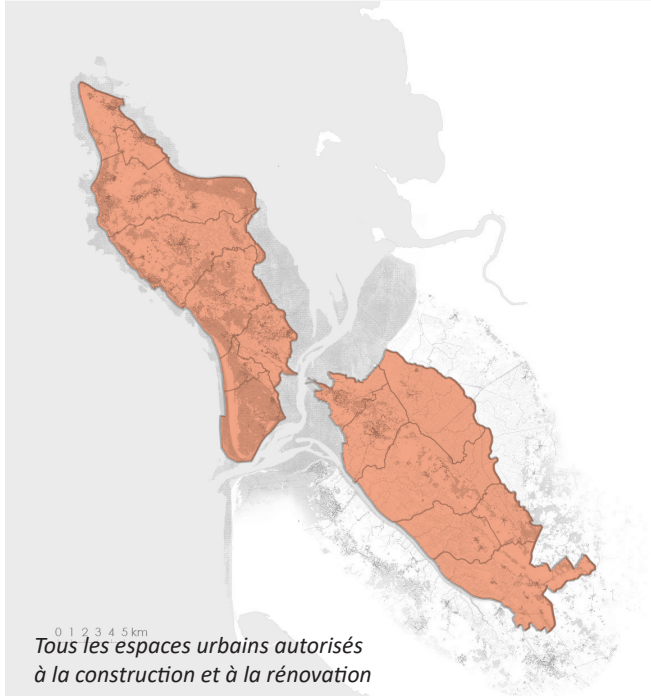 0 1 2 3 4 5 km
Tous les espaces urbains autorisés
à la construction et à la rénovation